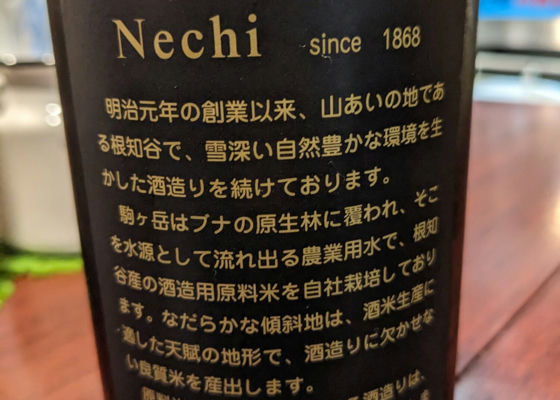 Nechi since 1868
明治元年の創業以来、山あいの地であ
る根知谷で、雪深い自然豊かな環境を生
かした酒造りを続けております。
駒ヶ岳はブナの原生林に覆われ、そこ
を水源として流れ出る農業用水で、根知
谷産の酒造用原料米を自社栽培しており
ます。なだらかな傾斜地は、酒米生産に
適した天賦の地形で、酒造りに欠かせな
い良質米を産出します。
酒造りは、